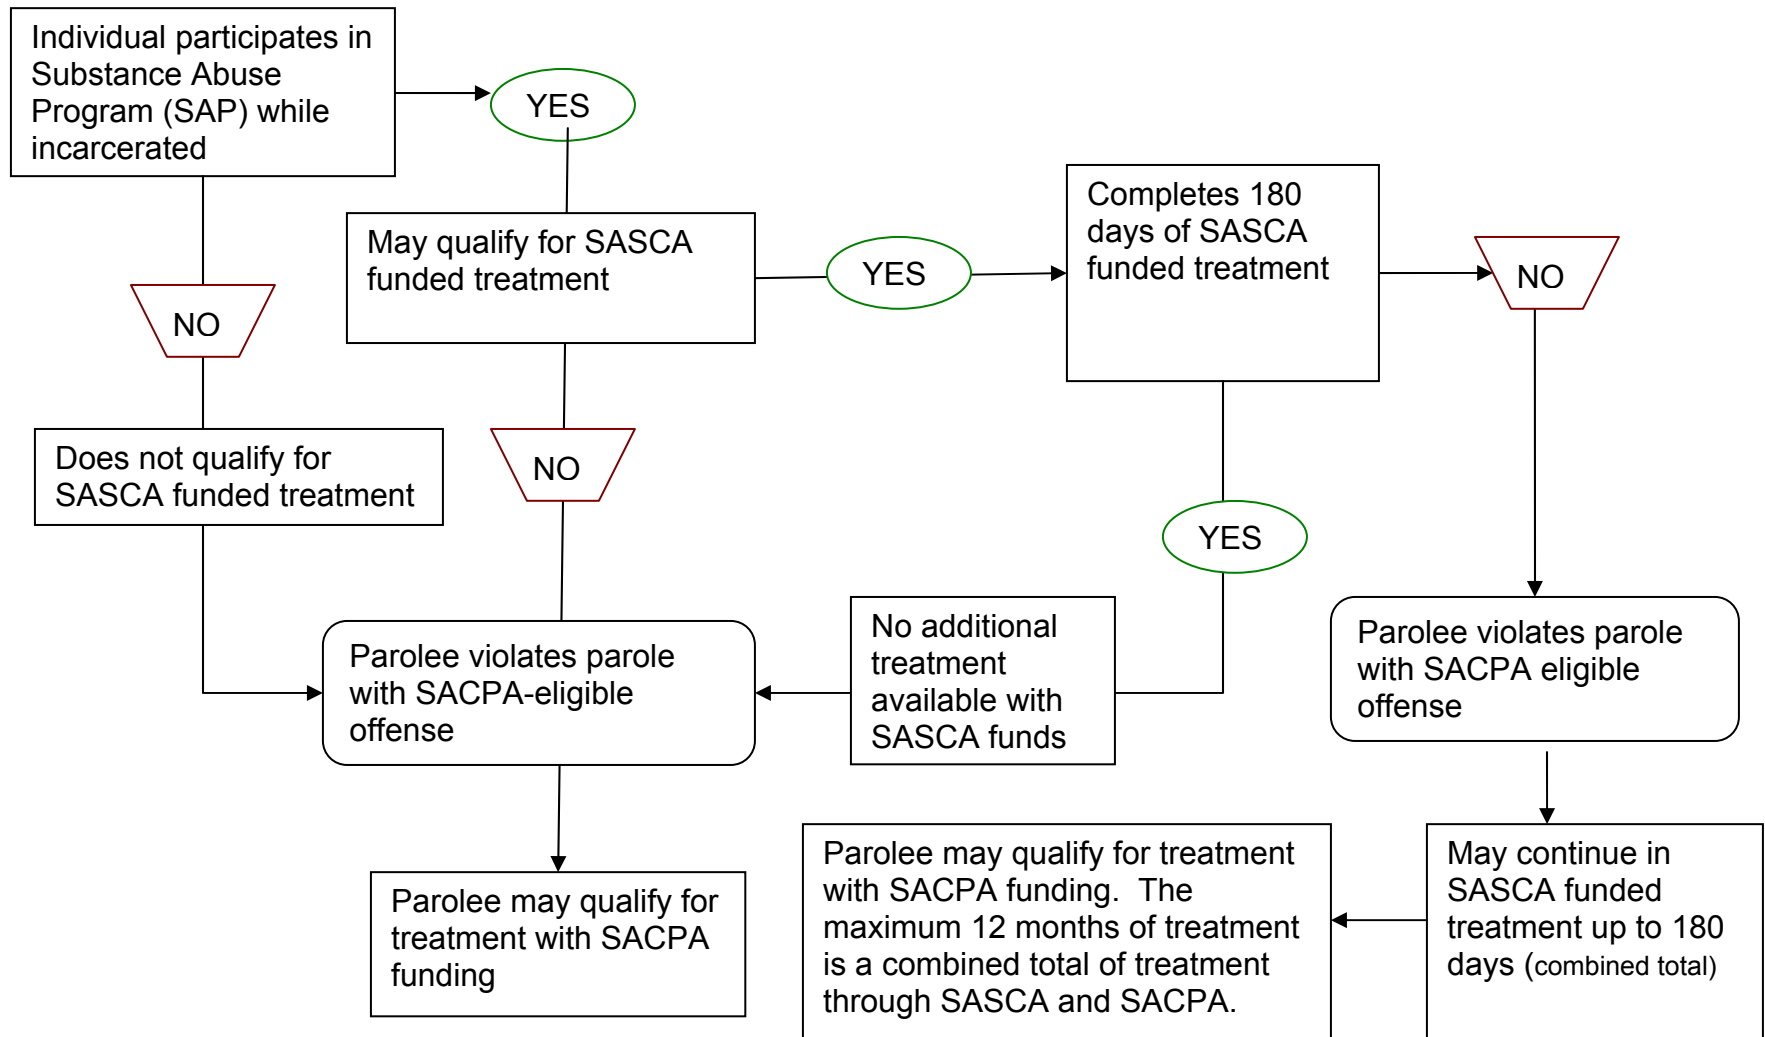 Individual participates in
Substance Abuse
Program (SAP) while
incarcerated
YES
NO
May qualify for SASCA
funded treatment
YES
Completes 180
days of SASCA
funded treatment
NO
Does not qualify for
SASCA funded treatment
NO
YES
Parolee violates parole
with SACPA-eligible
offense
No additional
treatment
available with
SASCA funds
Parolee violates parole
with SACPA eligible
offense
Parolee may qualify for
treatment with SACPA
funding
Parolee may qualify for treatment
with SACPA funding.  The
maximum 12 months of treatment
is a combined total of treatment
through SASCA and SACPA.
May continue in
SASCA funded
treatment up to 180
days (combined total)